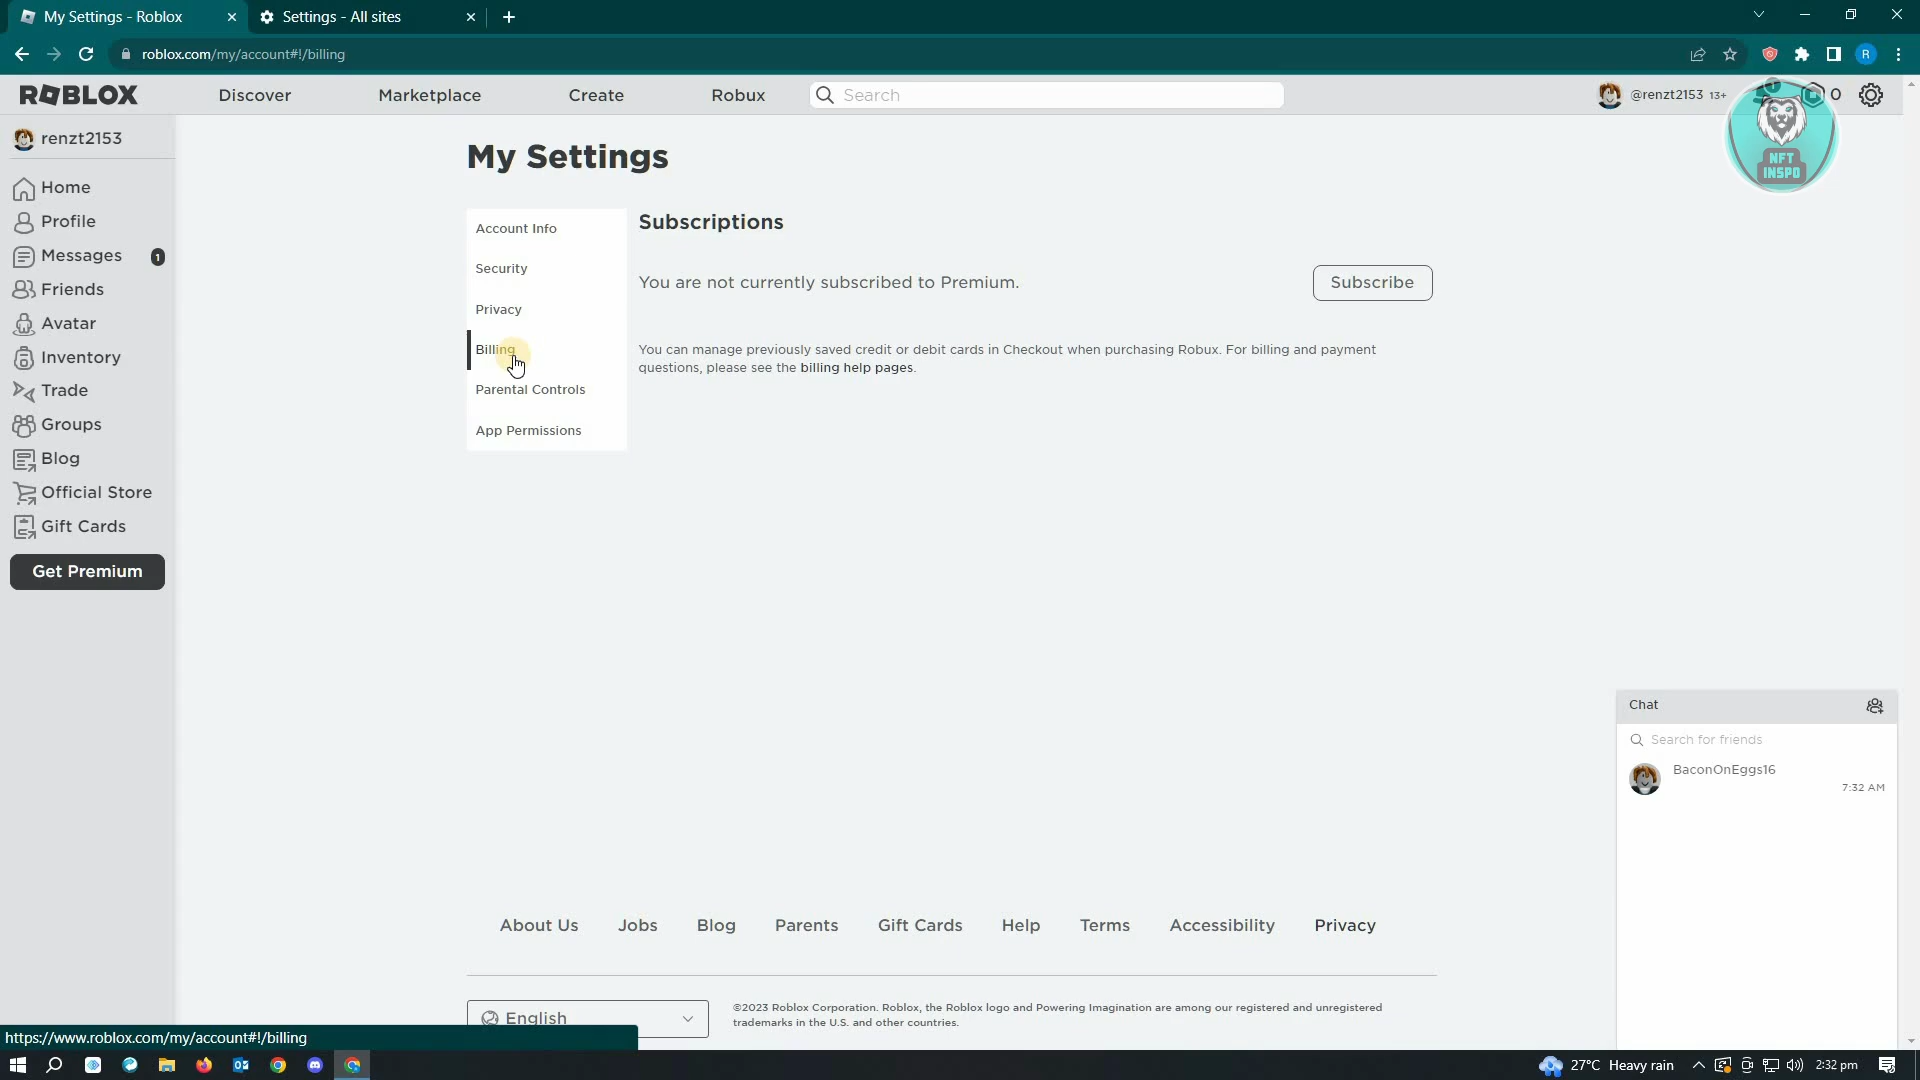 My Settings - Roblox
Settings - All sites
roblox.com/my/account#!/billing
R
ROBLOX
Discover
Marketplace
Create
Robux
Search
@renzt2153 13+
1
0
NFT
INSPO
renzt2153
Home
Profile
Messages 1
Friends
Avatar
Inventory
Trade
Groups
Blog
Official Store
Gift Cards
Get Premium
My Settings
Account Info
Security
Privacy
Billing
Parental Controls
App Permissions
Subscriptions
You are not currently subscribed to Premium.
Subscribe
You can manage previously saved credit or debit cards in Checkout when purchasing Robux. For billing and payment
questions, please see the billing help pages.
Chat
Search for friends
BaconOnEggs16
7:32 AM
About Us
Jobs
Blog
Parents
Gift Cards
Help
Terms
Accessibility
Privacy
English
©2023 Roblox Corporation. Roblox, the Roblox logo and Powering Imagination are among our registered and unregistered
trademarks in the U.S. and other countries.
https://www.roblox.com/my/account#!/billing
27°C Heavy rain
2:32 pm